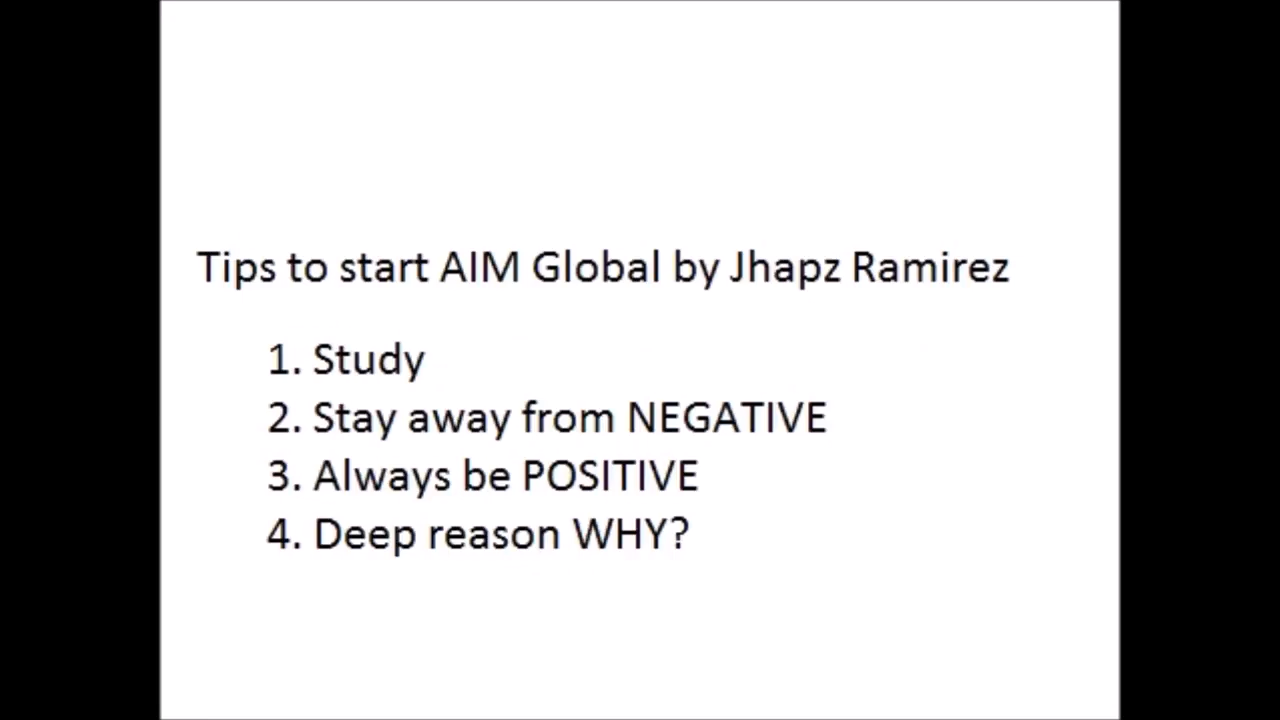 Tips to start AIM Global by Jhapz Ramirez
1. Study
2. Stay away from NEGATIVE
3. Always be POSITIVE
4. Deep reason WHY?